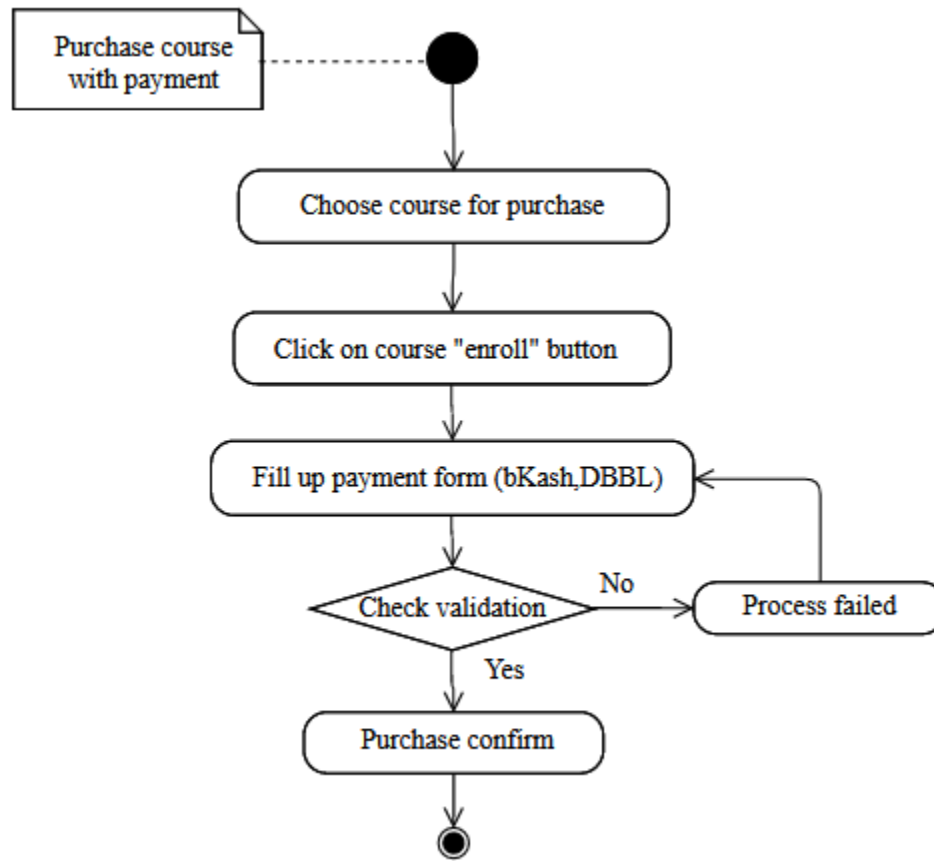 Purchase course
with payment
Choose course for purchase
Click on course "enroll" button
Fill up payment form (bKash,DBBL)
Check validation
No
Process failed
Yes
Purchase confirm